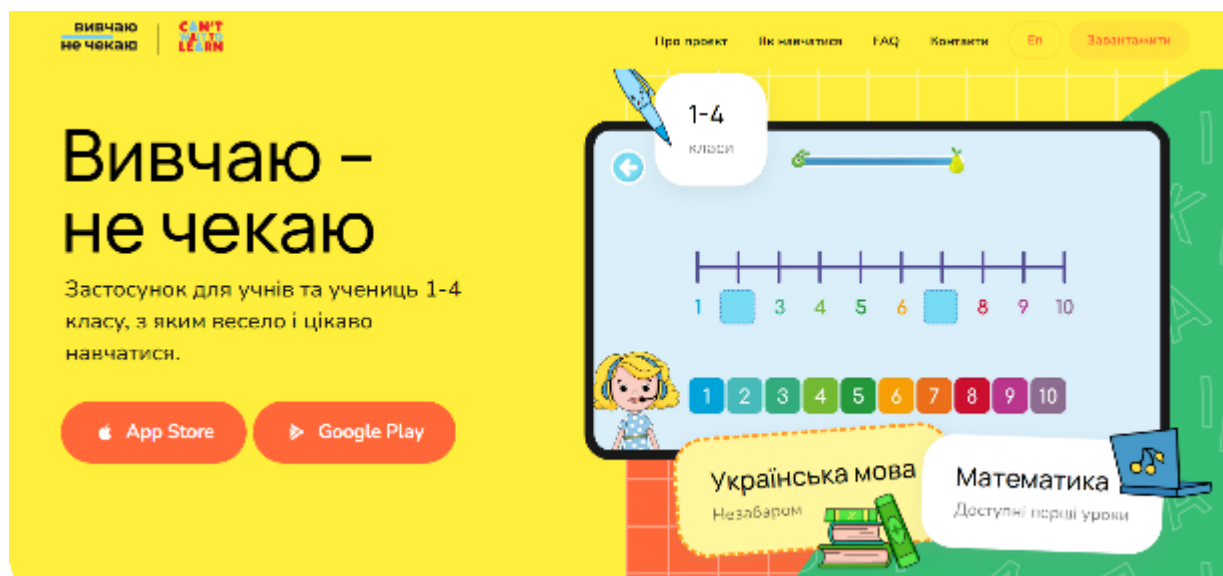 вивчаю
не чекаю
CAN'T
WAIT TO
LEARN
Про проєкт Як навчатися FAQ Контакти En Завантажити
Вивчаю –
не чекаю
Застосунок для учнів та учениць 1-4
класу, з яким весело і цікаво
навчатися.
App Store Google Play
1-4
класи
1 3 4 5 6 8 9 10
1 2 3 4 5 6 7 8 9 10
Українська мова
Незабаром
Математика
Доступні перші уроки